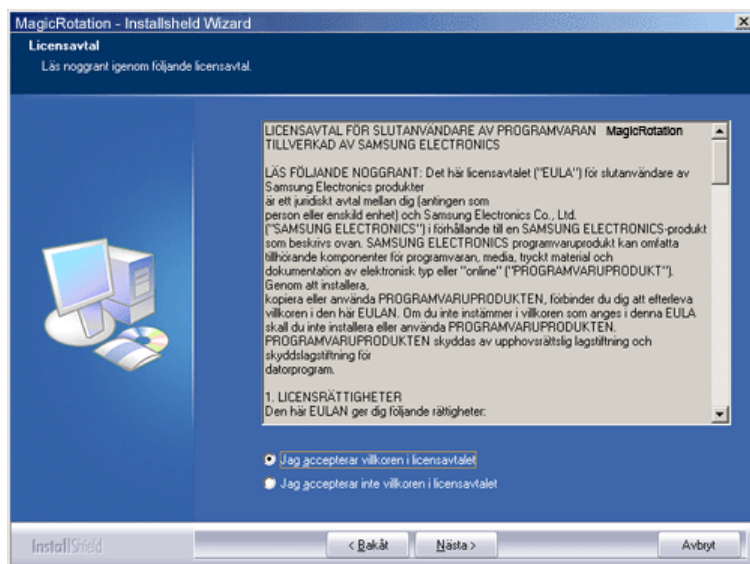 MagicRotation - Installsheld Wizard
Licensavtal
Läs noggrant igenom följande licensavtal.
LICENSAVTAL FÖR SLUTANVÄNDARE AV PROGRAMVARAN MagicRotation
TILLVERKAD AV SAMSUNG ELECTRONICS
LÄS FÖLJANDE NOGGRANT: Det här licensavtalet ("EULA") för slutanvändare av
Samsung Electronics produkter
är ett juridiskt avtal mellan dig (antingen som
person eller enskild enhet) och Samsung Electronics Co., Ltd.
("SAMSUNG ELECTRONICS") i förhållande till en SAMSUNG ELECTRONICS-produkt
som beskrivs ovan. SAMSUNG ELECTRONICS programvaruprodukt kan omfatta
tillhörande komponenter för programvaran, media, tryckt material och
dokumentation av elektronisk typ eller "online" ("PROGRAMVARUPRODUKT").
Genom att installera,
kopiera eller använda PROGRAMVARUPRODUKTEN, förbinder du dig att efterleva
villkoren i den här EULAN. Om du inte instämmer i villkoren som anges i denna EULA
skall du inte installera eller använda PROGRAMVARUPRODUKTEN.
PROGRAMVARUPRODUKTEN skyddas av upphovsrättslig lagstiftning och
skyddslagstiftning för
datorprogram.
1. LICENSRÄTTIGHETER
Den här EULAN ger dig följande rättigheter:
Jag accepterar villkoren i licensavtalet
Jag accepterar inte villkoren i licensavtalet
InstallShield
< Bakåt
Nästa >
Avbryt